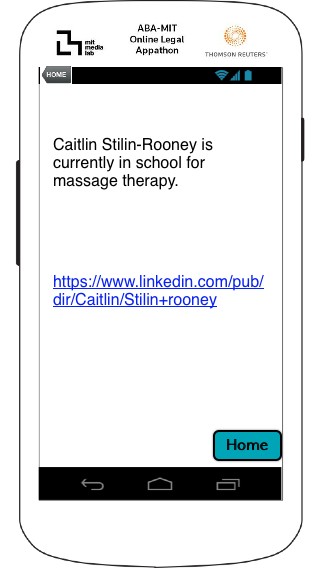 mit
media
lab
ABA-MIT
Online Legal
Appathon
THOMSON REUTERS
HOME
Caitlin Stilin-Rooney is
currently in school for
massage therapy.
https://www.linkedin.com/pub/
dir/Caitlin/Stilin+rooney
Home